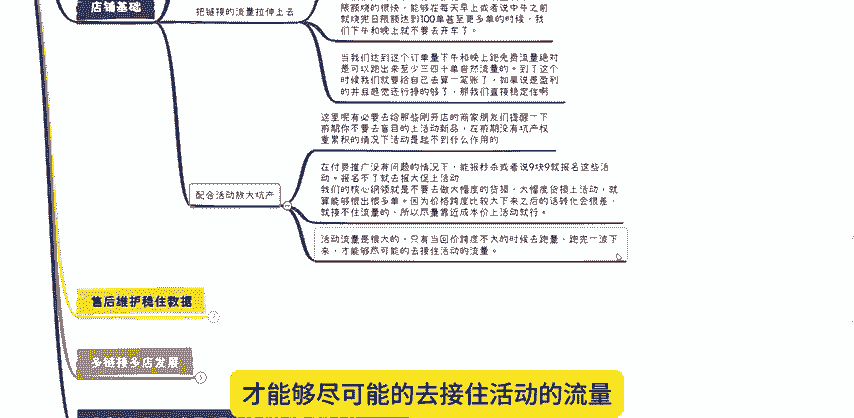 店铺基础
把链接的流量拉伸上去
限额烧的很快，能够在每天早上或者说中午之前
就烧完日限额达到100单甚至更多单的时候，我
们下午和晚上就不要去开车了。
当我们达到这个订单量下午和晚上跑免费流量绝对
是可以跑出来至少三四十单自然流量的。到了这个
时候我们就要给自己去算一笔账了，如果说是盈利
的并且感觉还行挣的够了，那我们直接稳定住啊
这里呢有必要去给那些刚开店的商家朋友们提醒一下
前期你不要去盲目的上活动新品，在前期没有坑产权
重累积的情况下活动是起不到什么作用的
配合活动放大坑产
在付费推广没有问题的情况下，能报秒杀或者说9块9就报名这些活
动。报名不了就去报大促上活动
我们的核心纲领就是不要去做大幅度的货损，大幅度货损上活动，就
算能够爆出很多单。因为价格跨度比较大下来之后的话转化会很差，
就接不住流量的，所以尽量靠近成本价上活动就行。
活动流量是很大的，只有当回价跨度不大的时候去跑量，跑完一波下
来，才能够尽可能的去接住活动的流量。
售后维护稳住数据
多链接多店发展
才能够尽可能的去接住活动的流量